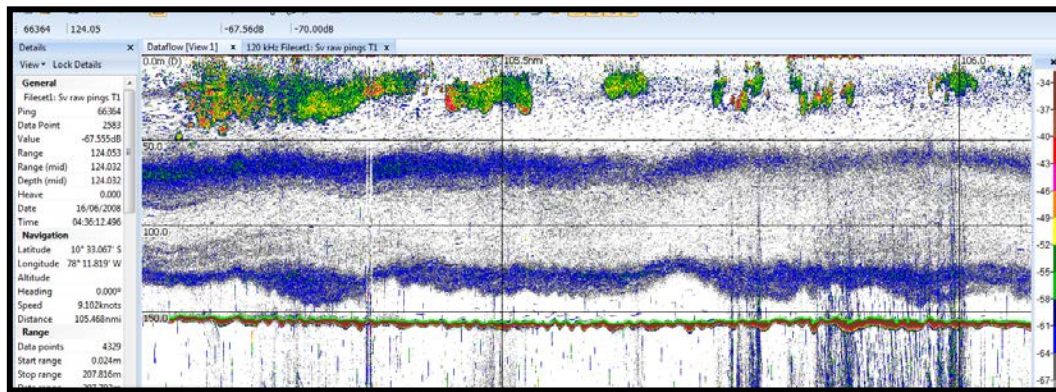 66364 124.05 -67.56dB -70.00dB
Details x
Dataflow [View 1] x 120 kHz Fileset1: Sv raw pings T1 x
View Lock Details
General
Fileset1: Sv raw pings T1
Ping 66364
Data Point 2583
Value -67.555dB
Range 124.053
Range (mid) 124.032
Depth (mid) 124.032
Heave 0.000
Date 16/06/2008
Time 04:36:12.496
Navigation
Latitude 10° 33.067' S
Longitude 78° 11.819' W
Altitude
Heading 0.000º
Speed 9.102knots
Distance 105.468nmi
Range
Data points 4329
Start range 0.024m
Stop range 207.816m
0.0m (D) 105.5nmi 106.0
50.0
100.0
150.0
-34
-37
-40
-43
-46
-49
-52
-55
-58
-61
-64
-67